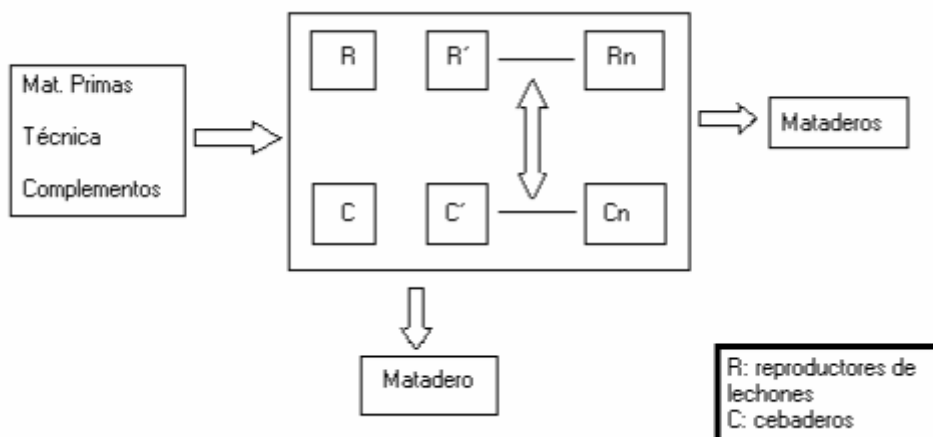 Mat. Primas
Técnica
Complementos
R R´ Rn
C C´ Cn
Mataderos
Matadero
R: reproductores de
lechones
C: cebaderos